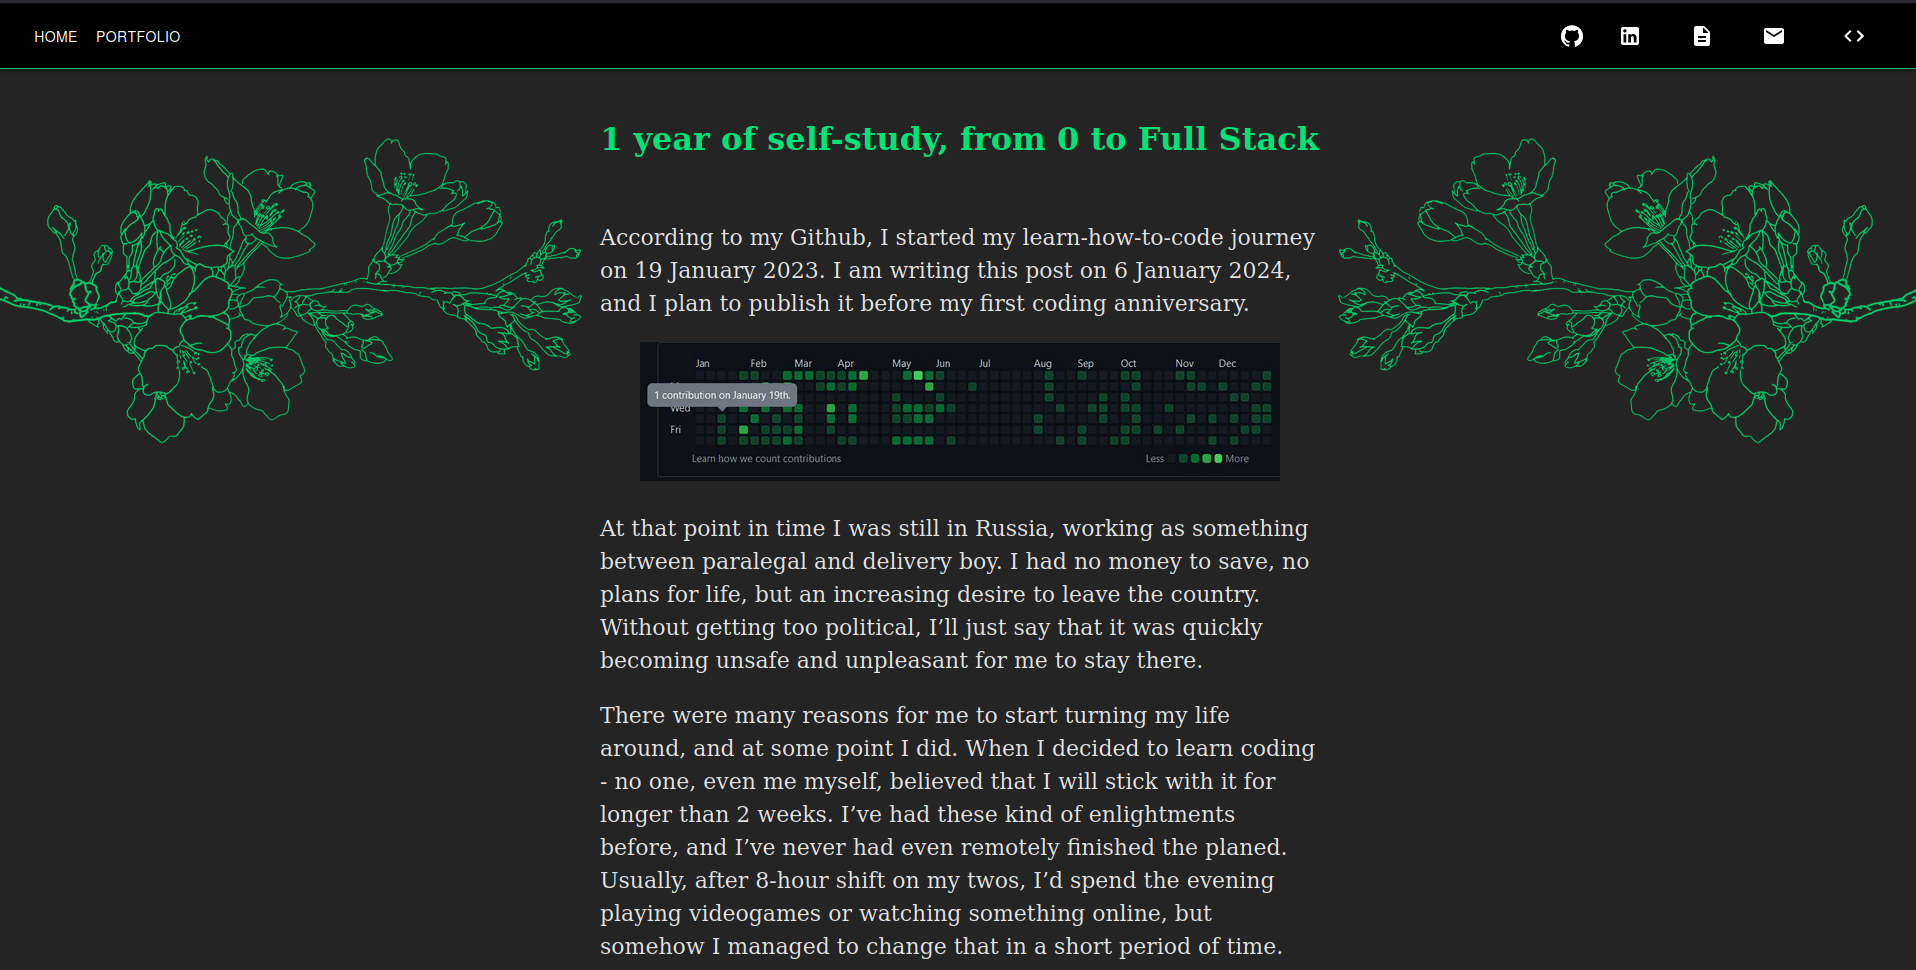 HOME PORTFOLIO
1 year of self-study, from 0 to Full Stack
According to my Github, I started my learn-how-to-code journey
on 19 January 2023. I am writing this post on 6 January 2024,
and I plan to publish it before my first coding anniversary.
Jan Feb Mar Apr May Jun Jul Aug Sep Oct Nov Dec
1 contribution on January 19th.
Wed
Fri
Learn how we count contributions
Less More
At that point in time I was still in Russia, working as something
between paralegal and delivery boy. I had no money to save, no
plans for life, but an increasing desire to leave the country.
Without getting too political, I’ll just say that it was quickly
becoming unsafe and unpleasant for me to stay there.
There were many reasons for me to start turning my life
around, and at some point I did. When I decided to learn coding
- no one, even me myself, believed that I will stick with it for
longer than 2 weeks. I’ve had these kind of enlightments
before, and I’ve never had even remotely finished the planed.
Usually, after 8-hour shift on my twos, I’d spend the evening
playing videogames or watching something online, but
somehow I managed to change that in a short period of time.